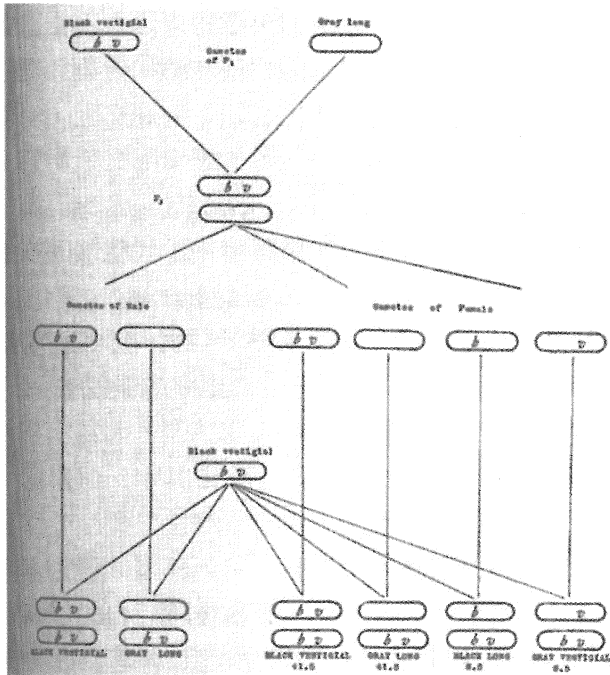 Black vestigial
Gray long
b v
Gametes
of P₁
b v
F₁
Gametes of Male
Gametes of Female
b v
b v
b
v
Black vestigial
b v
b v
b v
b
v
b v
b v
b v
b v
b v
b v
BLACK VESTIGIAL
GRAY LONG
BLACK VESTIGIAL
GRAY LONG
BLACK LONG
GRAY VESTIGIAL
41.5
41.5
8.5
8.5